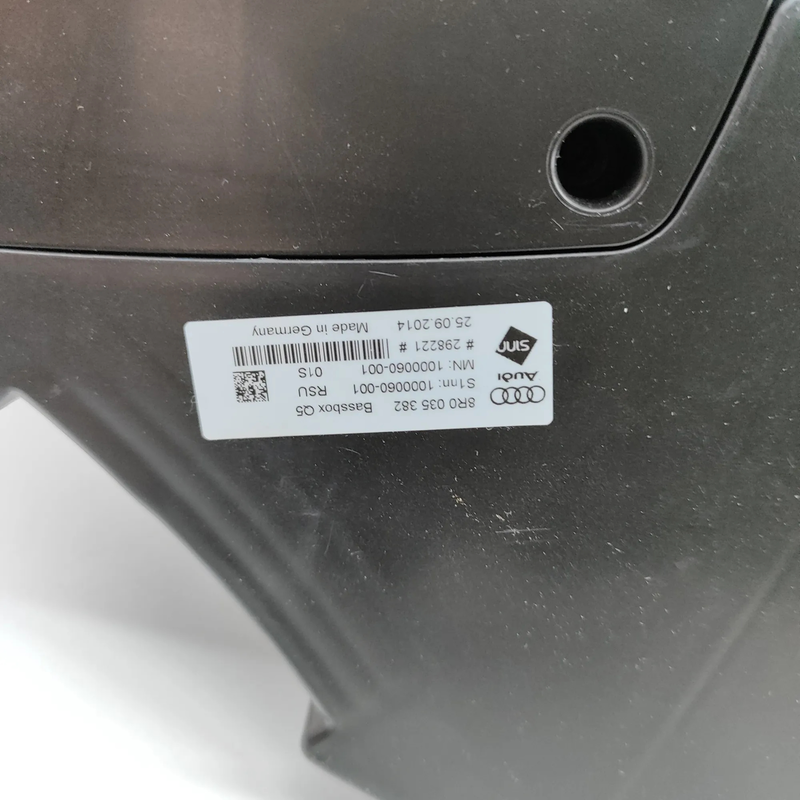 Audi
sınn
8R0 035 382 Bassbox Q5
S1nn: 1000060-001 RSU
MN: 1000060-001 01S
# 298221 #
25.09.2014 Made in Germany